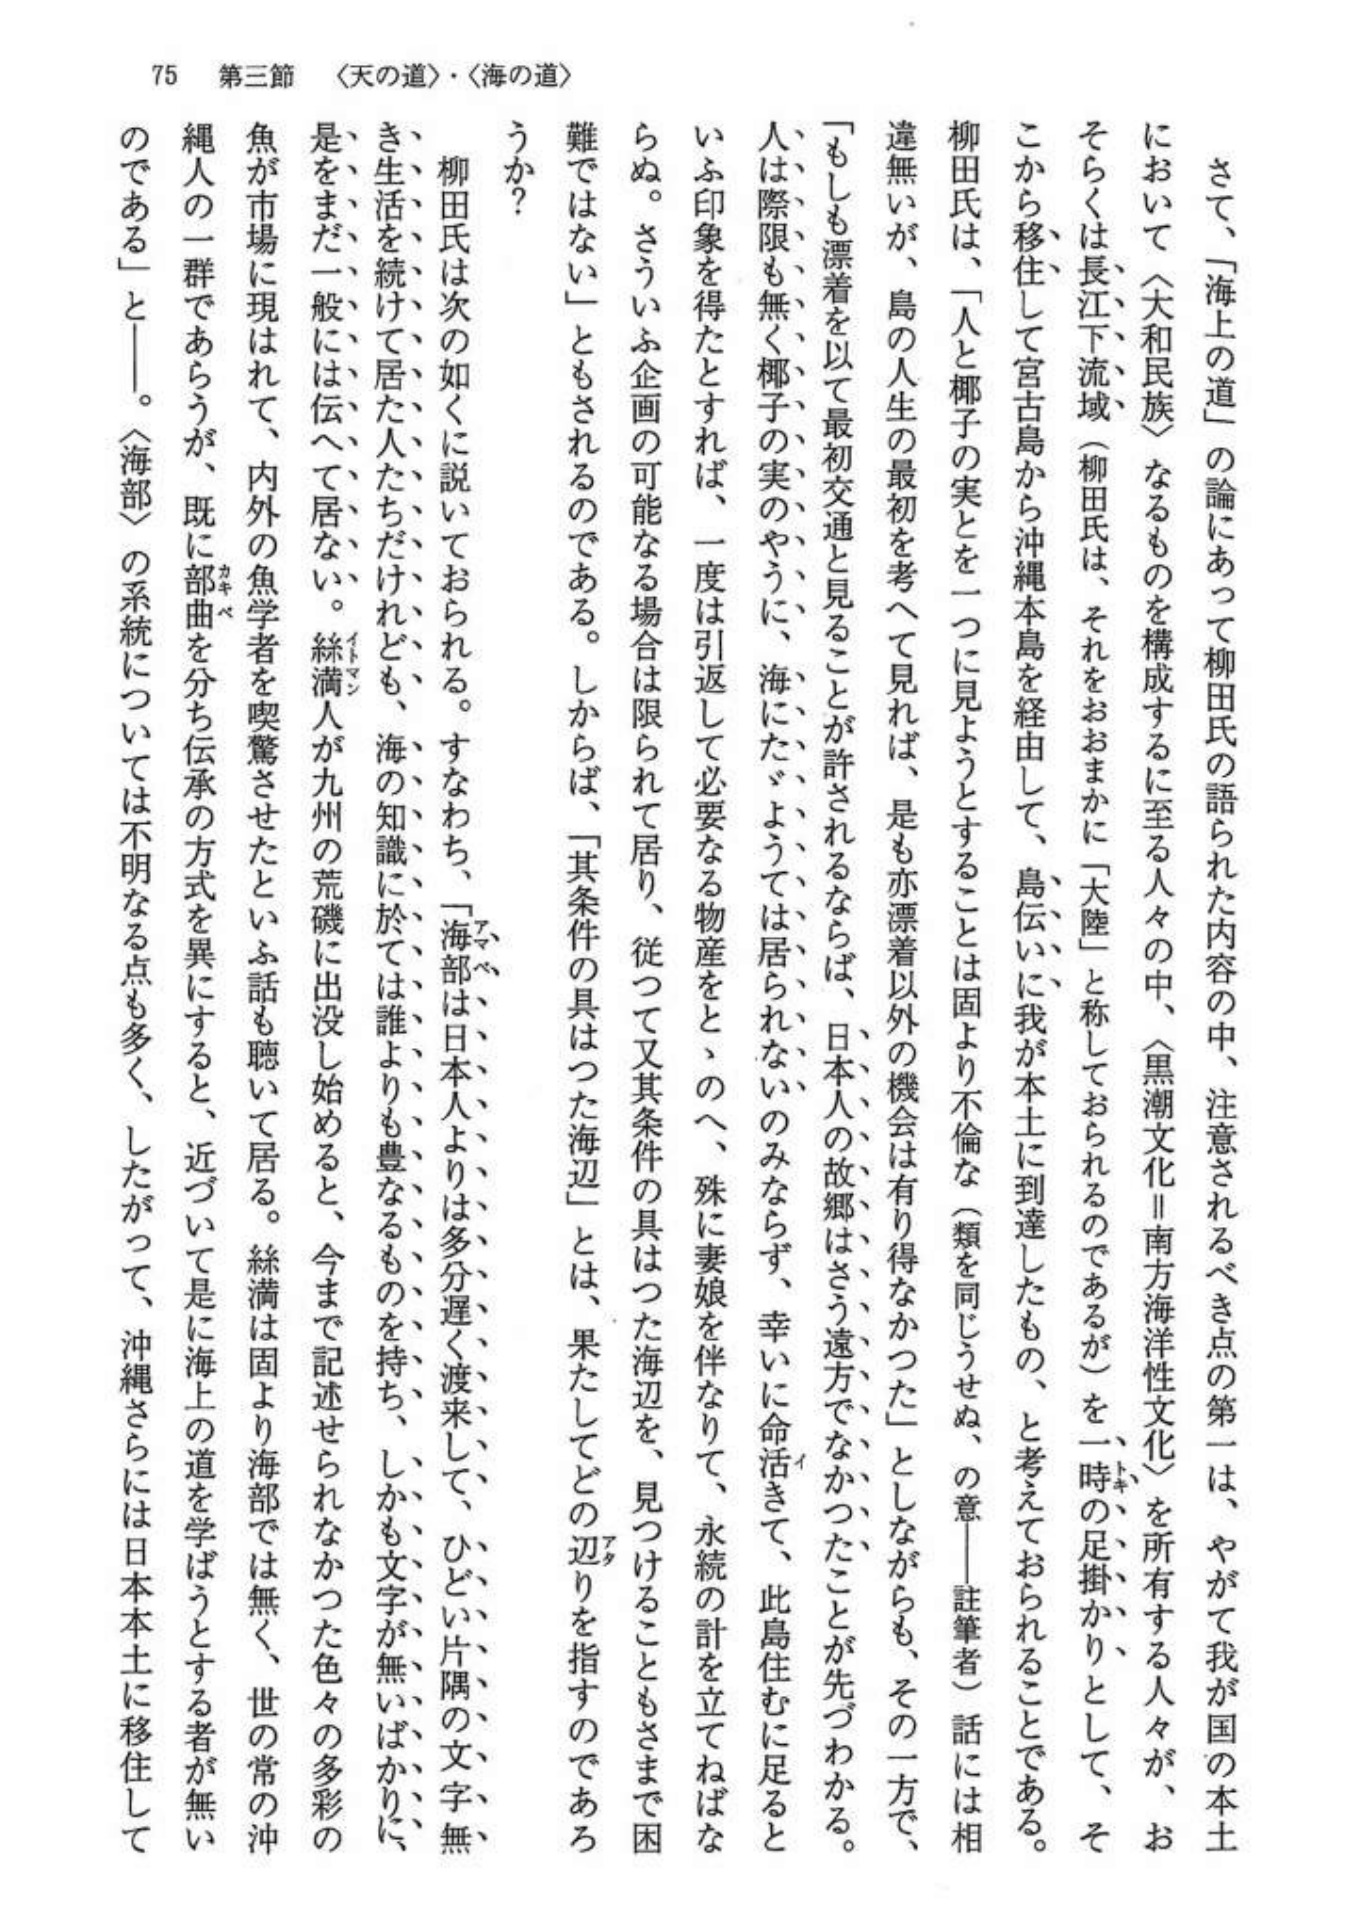 75　第三節　〈天の道〉・〈海の道〉
　さて、「海上の道」の論にあって柳田氏の語られた内容の中、注意されるべき点の第一は、やがて我が国の本土
において〈大和民族〉なるものを構成するに至る人々の中、〈黒潮文化＝南方海洋性文化〉を所有する人々が、お
そらくは長江下流域（柳田氏は、それをおおまかに「大陸」と称しておられるのであるが）を一時トキの足掛かりとして、そ
こから移住して宮古島から沖縄本島を経由して、島伝いに我が本土に到達したもの、と考えておられることである。
柳田氏は、「人と椰子の実とを一つに見ようとすることは固より不倫な（類を同じうせぬ、の意――註筆者）話には相
違無いが、島の人生の最初を考へて見れば、是も亦漂着以外の機会は有り得なかつた」としながらも、その一方で、
「もしも漂着を以て最初交通と見ることが許されるならば、日本人の故郷はさう遠方でなかつたことが先づわかる。
人は際限も無く椰子の実のやうに、海にたゞようては居られないのみならず、幸いに命活イきて、此島住むに足ると
いふ印象を得たとすれば、一度は引返して必要なる物産をとゝのへ、殊に妻娘を伴なりて、永続の計を立てねばな
らぬ。さういふ企画の可能なる場合は限られて居り、従つて又其条件の具はつた海辺を、見つけることもさまで困
難ではない」ともされるのである。しからば、「其条件の具はつた海辺」とは、果たしてどの辺アタりを指すのであろ
うか？
　柳田氏は次の如くに説いておられる。すなわち、「海部アマベは日本人よりは多分遅く渡来して、ひどい片隅の文字無
き生活を続けて居た人たちだけれども、海の知識に於ては誰よりも豊なるものを持ち、しかも文字が無いばかりに、
是をまだ一般には伝へて居ない。絲満イトマン人が九州の荒磯に出没し始めると、今まで記述せられなかつた色々の多彩の
魚が市場に現はれて、内外の魚学者を喫驚させたといふ話も聴いて居る。絲満は固より海部では無く、世の常の沖
縄人の一群であらうが、既に部曲カキベを分ち伝承の方式を異にすると、近づいて是に海上の道を学ばうとする者が無い
のである」と――。〈海部〉の系統については不明なる点も多く、したがって、沖縄さらには日本本土に移住して